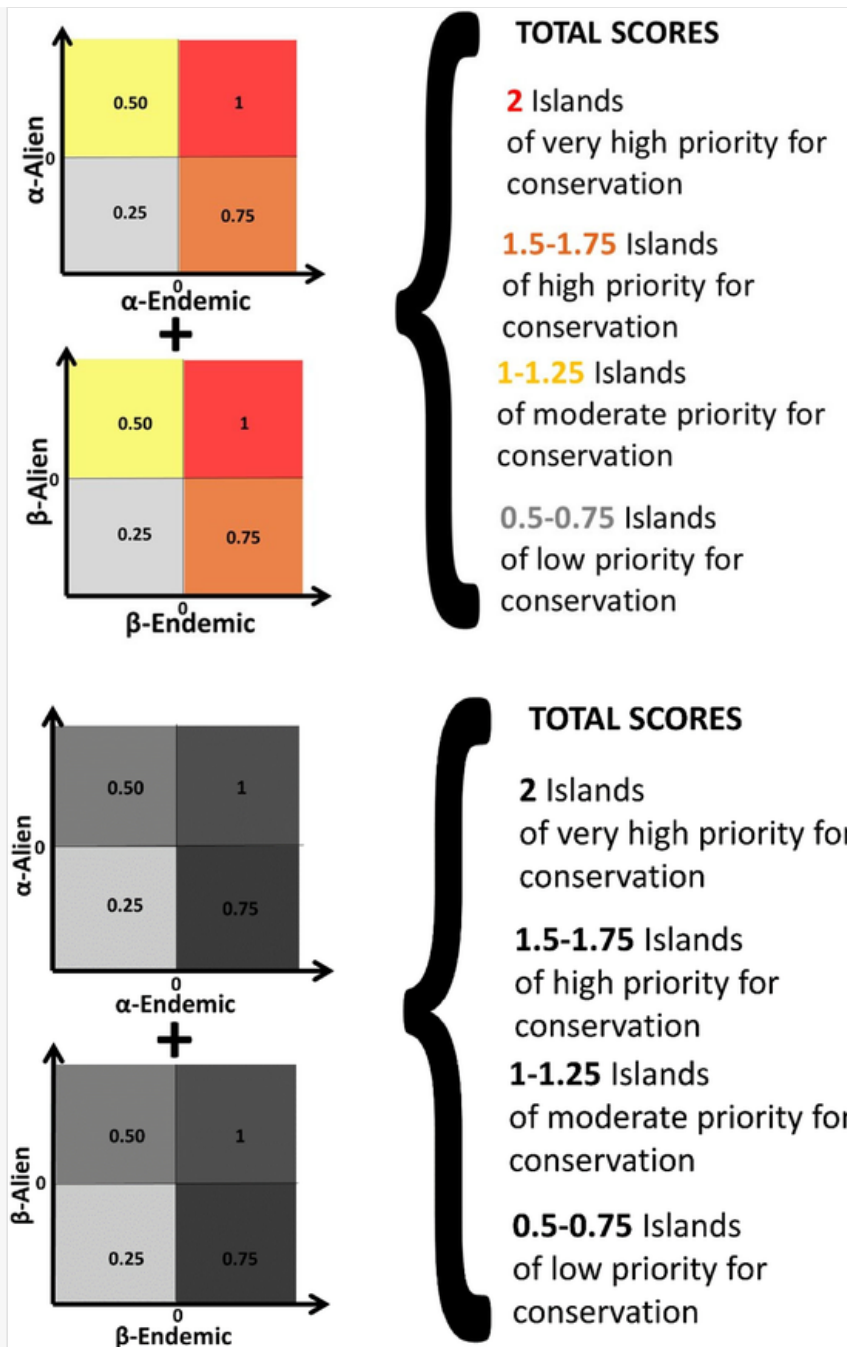 TOTAL SCORES
α-Alien
0.50
1
0
0.25
0.75
0
α-Endemic
+
β-Alien
0.50
1
0
0.25
0.75
0
β-Endemic
2 Islands
of very high priority for
conservation
1.5-1.75 Islands
of high priority for
conservation
1-1.25 Islands
of moderate priority for
conservation
0.5-0.75 Islands
of low priority for
conservation
TOTAL SCORES
α-Alien
0.50
1
0
0.25
0.75
0
α-Endemic
+
β-Alien
0.50
1
0
0.25
0.75
0
β-Endemic
2 Islands
of very high priority for
conservation
1.5-1.75 Islands
of high priority for
conservation
1-1.25 Islands
of moderate priority for
conservation
0.5-0.75 Islands
of low priority for
conservation